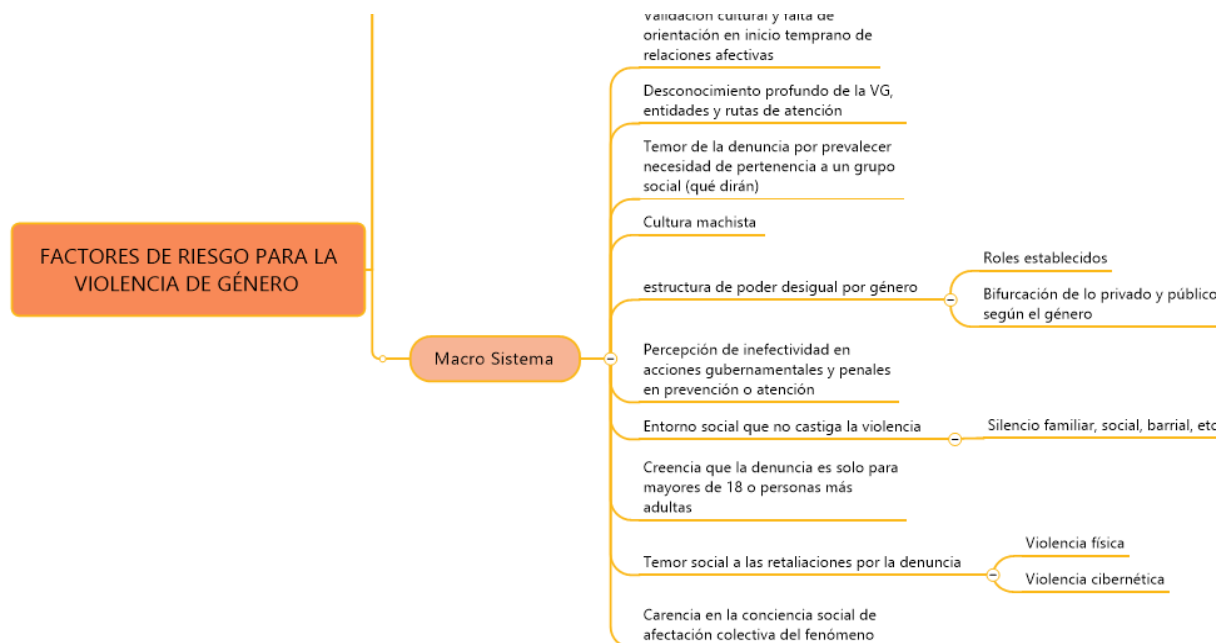 Validación cultural y falta de
orientación en inicio temprano de
relaciones afectivas
Desconocimiento profundo de la VG,
entidades y rutas de atención
Temor de la denuncia por prevalecer
necesidad de pertenencia a un grupo
social (qué dirán)
Cultura machista
FACTORES DE RIESGO PARA LA
VIOLENCIA DE GÉNERO
Macro Sistema
estructura de poder desigual por género
Roles establecidos
Bifurcación de lo privado y público
según el género
Percepción de inefectividad en
acciones gubernamentales y penales
en prevención o atención
Entorno social que no castiga la violencia
Silencio familiar, social, barrial, etc
Creencia que la denuncia es solo para
mayores de 18 o personas más
adultas
Temor social a las retaliaciones por la denuncia
Violencia física
Violencia cibernética
Carencia en la conciencia social de
afectación colectiva del fenómeno